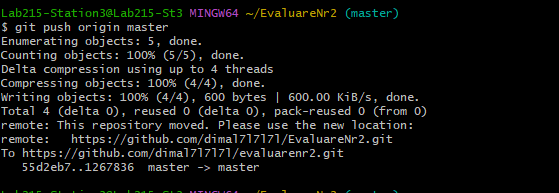 Lab215-Station3@Lab215-St3 MINGW64 ~/EvaluareNr2 (master)
$ git push origin master
Enumerating objects: 5, done.
Counting objects: 100% (5/5), done.
Delta compression using up to 4 threads
Compressing objects: 100% (4/4), done.
Writing objects: 100% (4/4), 600 bytes | 600.00 KiB/s, done.
Total 4 (delta 0), reused 0 (delta 0), pack-reused 0 (from 0)
remote: This repository moved. Please use the new location:
remote:   https://github.com/dimal7l7l7l/EvaluareNr2.git
To https://github.com/dimal7l7l7l/evaluarenr2.git
   55d2eb7..1267836  master -> master